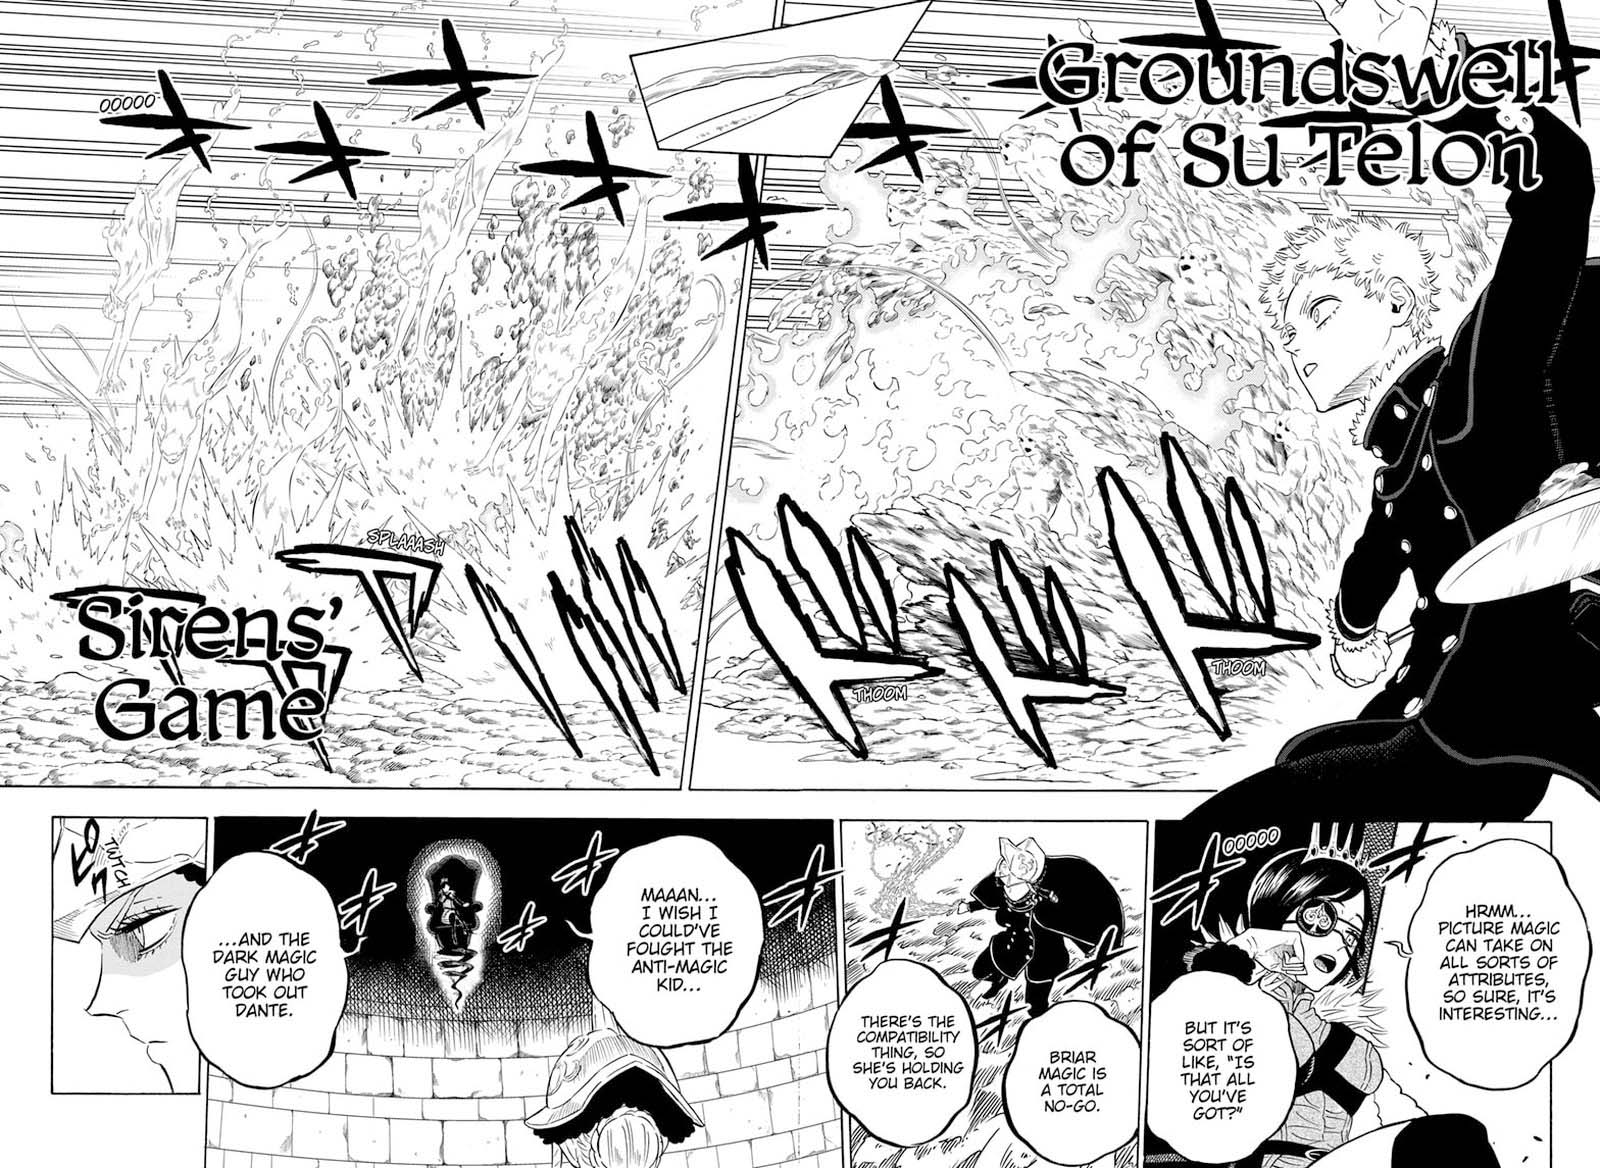 Groundswell
of Su Telon
THOOM
THOOM
OOOOO
SPLAAASH
Sirens'
Game
OOOOO
HRMM...
PICTURE MAGIC
CAN TAKE ON
ALL SORTS OF
ATTRIBUTES,
SO SURE, IT'S
INTERESTING...
BUT IT'S
SORT OF
LIKE, "IS
THAT ALL
YOU'VE
GOT?"
BRIAR
MAGIC IS
A TOTAL
NO-GO.
THERE'S THE
COMPATIBILITY
THING, SO
SHE'S HOLDING
YOU BACK.
MAAAN...
I WISH I
COULD'VE
FOUGHT THE
ANTI-MAGIC
KID...
...AND THE
DARK MAGIC
GUY WHO
TOOK OUT
DANTE.
TWTCH